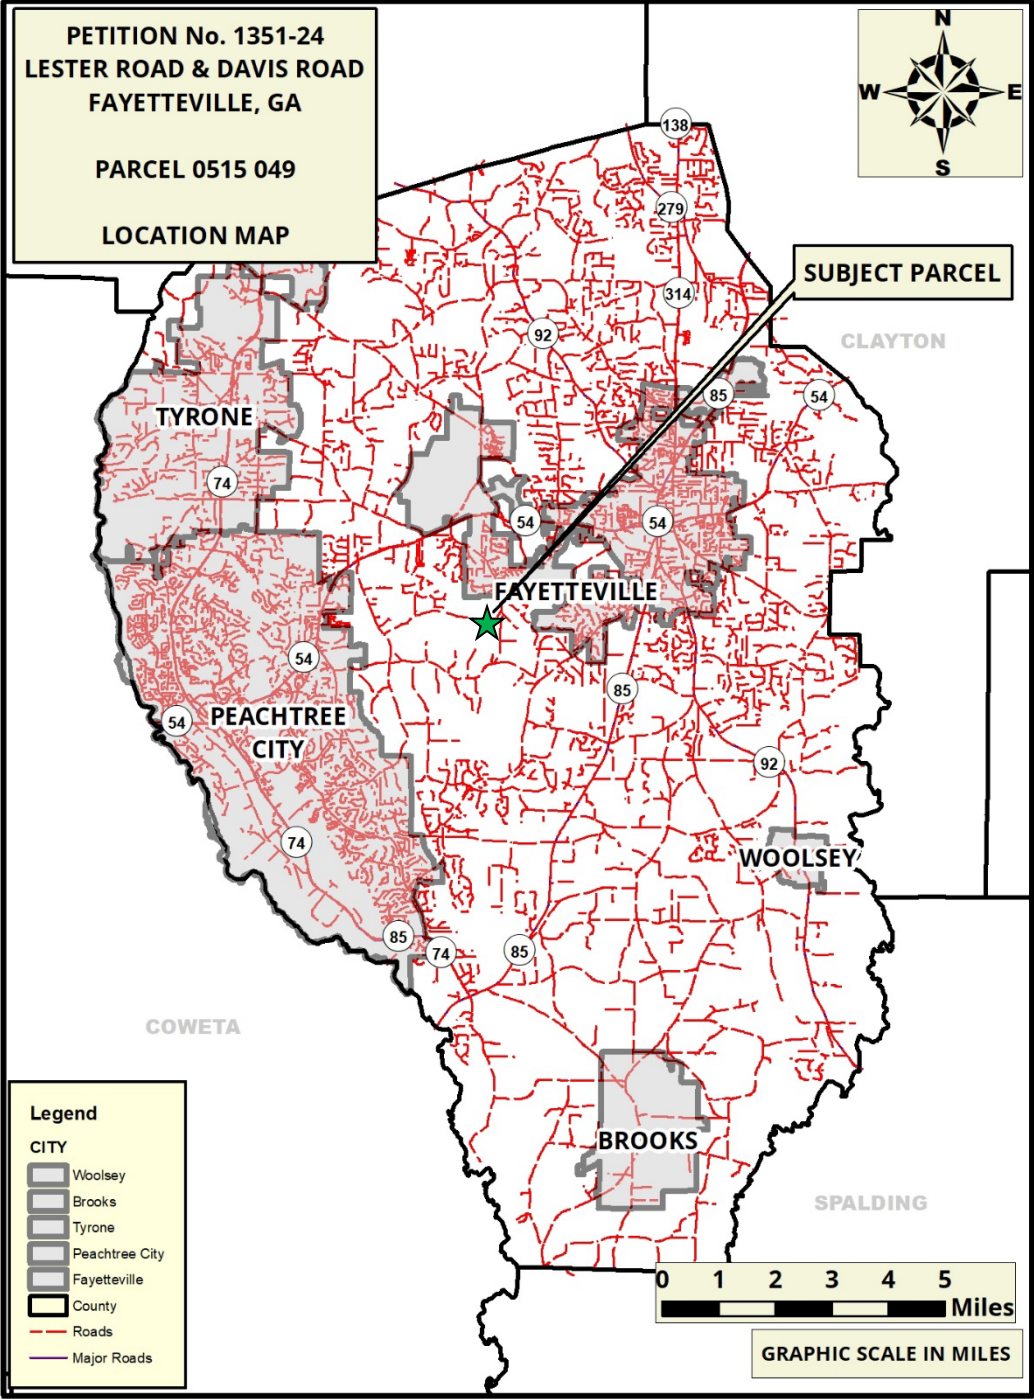 PETITION No. 1351-24
LESTER ROAD & DAVIS ROAD
FAYETTEVILLE, GA
PARCEL 0515 049
LOCATION MAP
N
W
E
S
138
279
SUBJECT PARCEL
314
92
CLAYTON
85
54
TYRONE
74
54
54
FAYETTEVILLE
54
85
PEACHTREE
CITY
54
92
74
WOOLSEY
85
74
85
COWETA
BROOKS
SPALDING
Legend
CITY
Woolsey
Brooks
Tyrone
Peachtree City
Fayetteville
County
Roads
Major Roads
0 1 2 3 4 5
Miles
GRAPHIC SCALE IN MILES